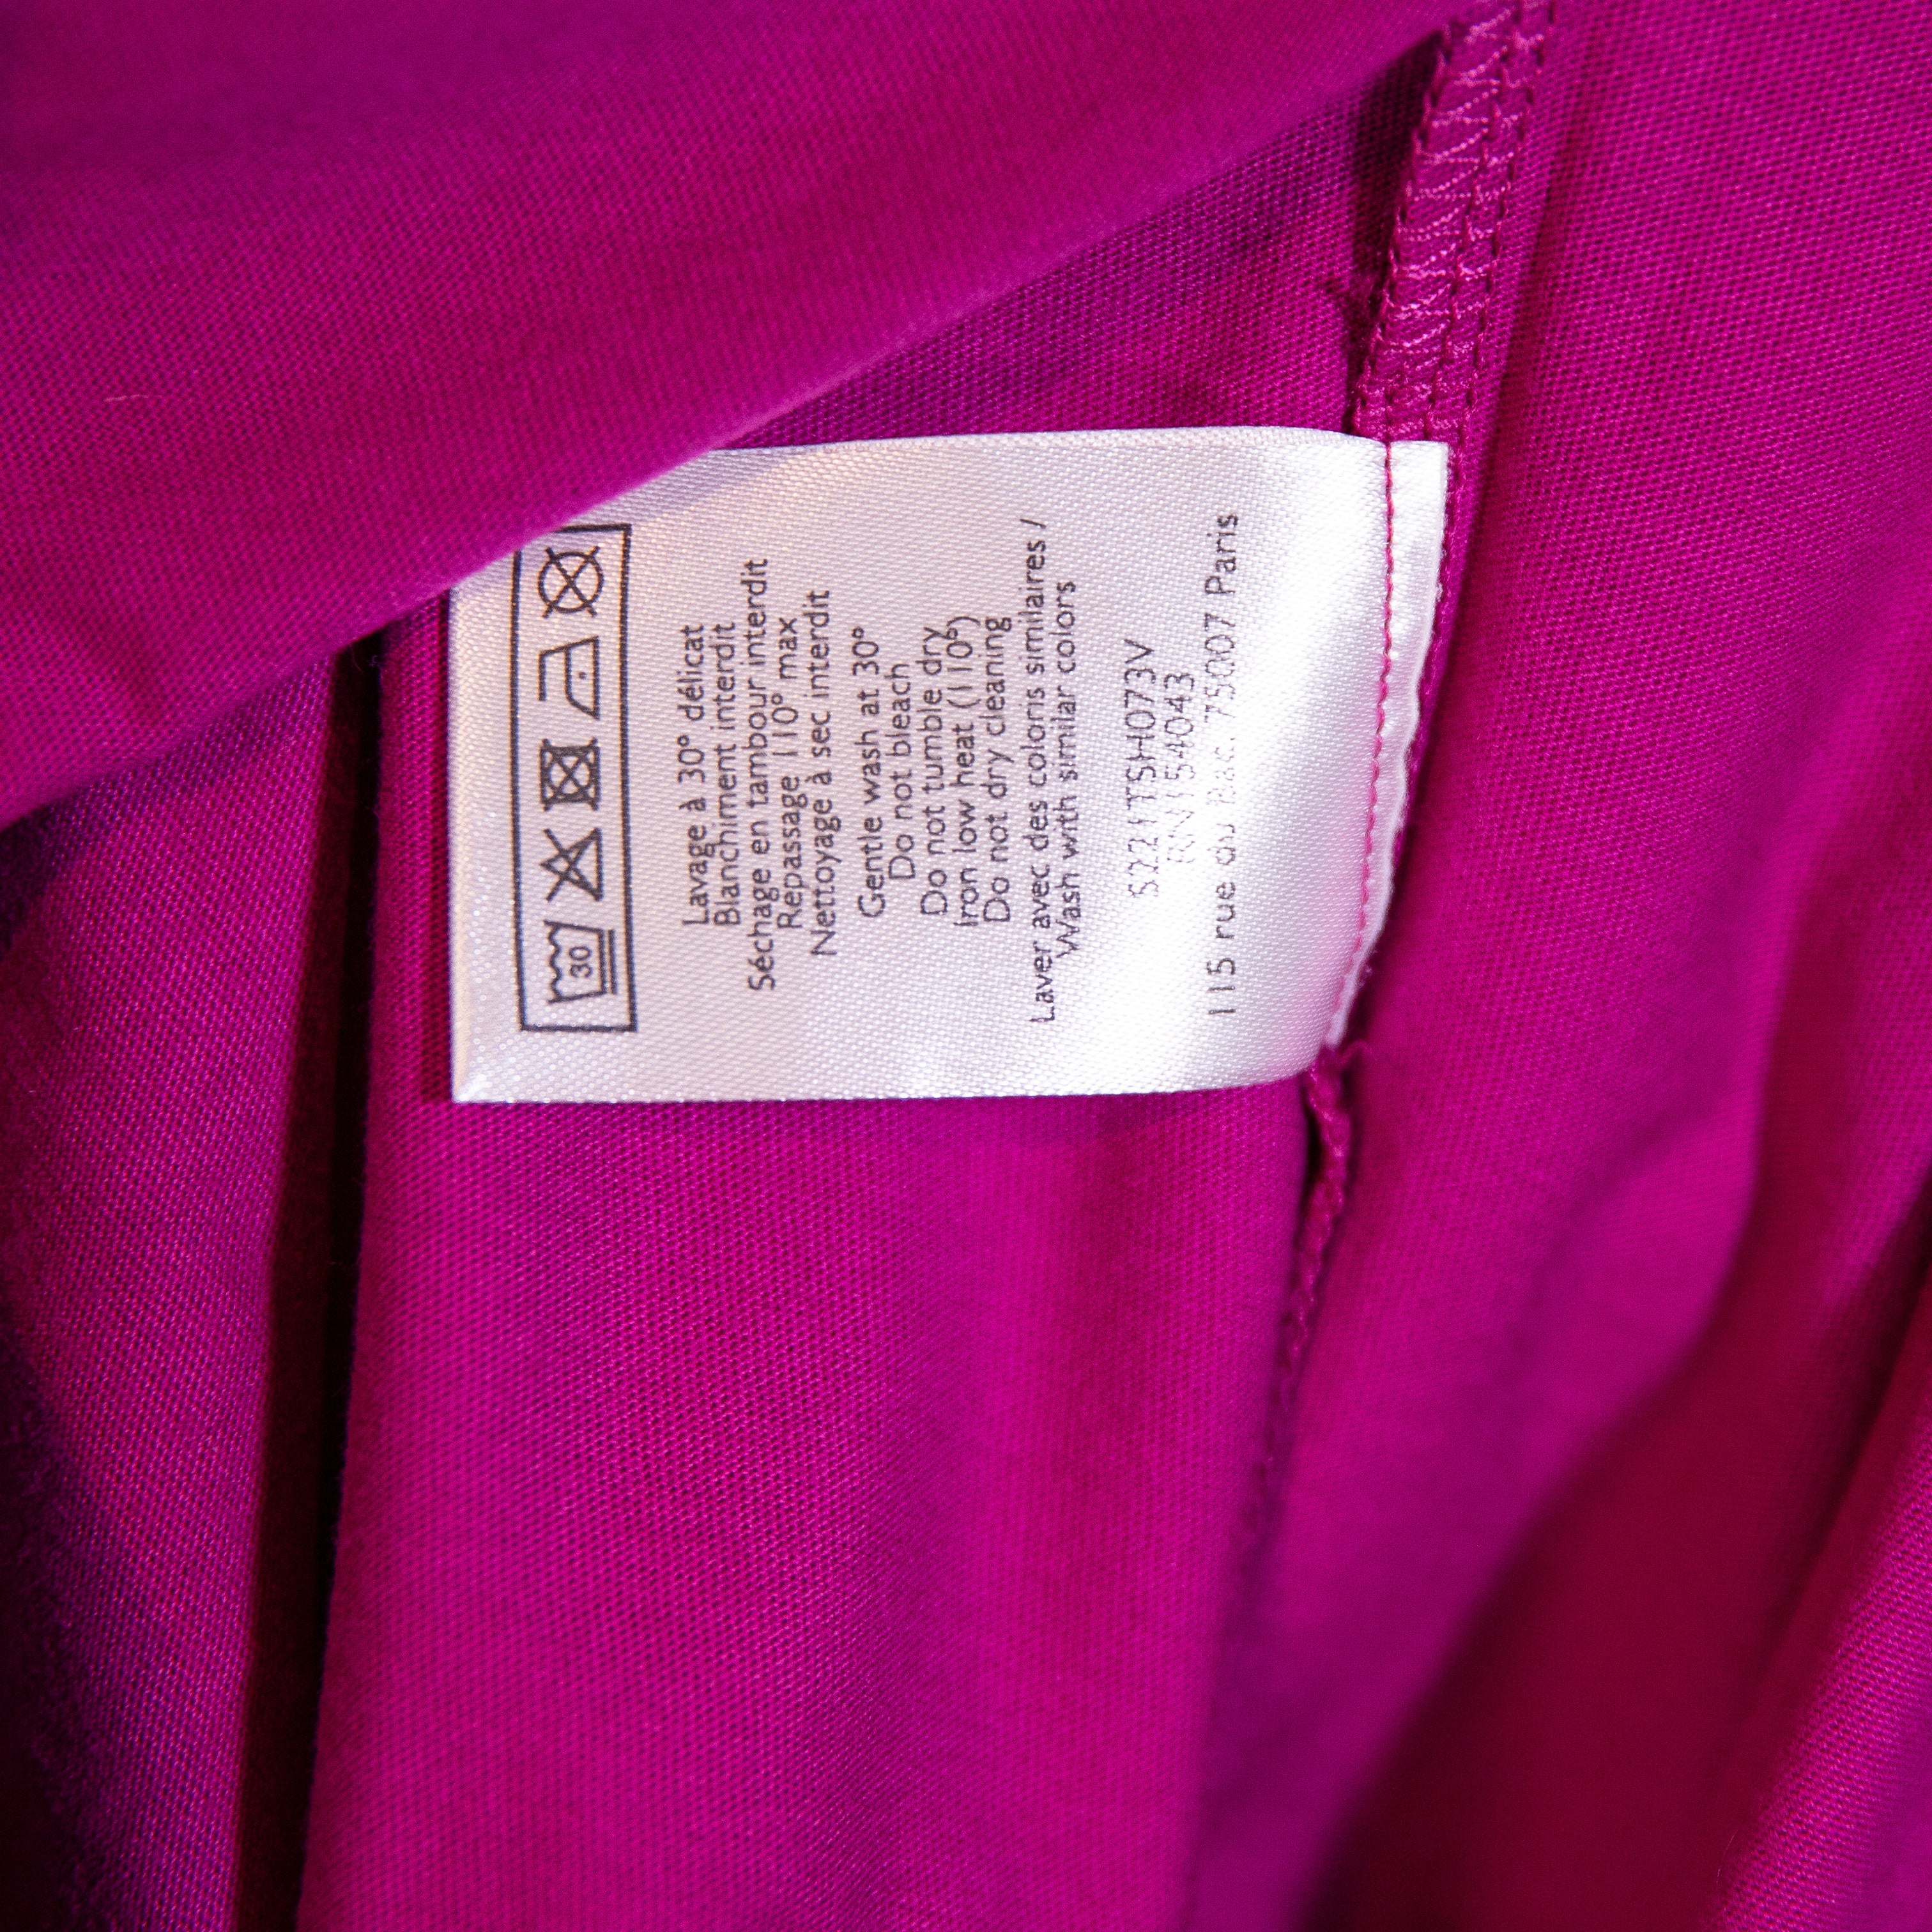 30
Lavage à 30° délicat
Blanchiment interdit
Séchage en tambour interdit
Repassage 110° max
Nettoyage à sec interdit
Gentle wash at 30°
Do not bleach
Do not tumble dry
Iron low heat (110°)
Do not dry cleaning
Laver avec des coloris similaires /
Wash with similar colors
S221TSH073V
RN154043
115 rue du Bac, 75007 Paris